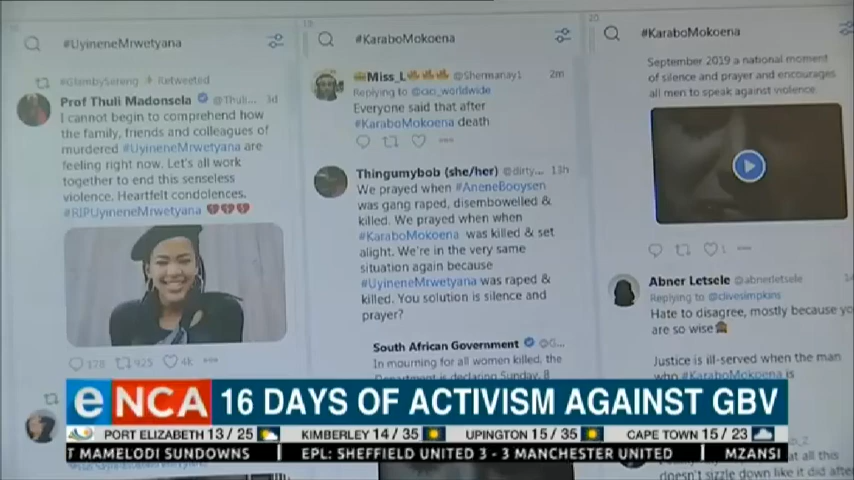 #UyineneMrwetyana
#GlambySereng Retweeted
Prof Thuli Madonsela @Thuli... 3d
I cannot begin to comprehend how
the family, friends and colleagues of
murdered #UyineneMrwetyana are
feeling right now. Let's all work
together to end this senseless
violence. Heartfelt condolences.
#RIPUyineneMrwetyana
178 925 4k
#KaraboMokoena
Miss_L @Shermanay1 2m
Replying to @cio_worldwide
Everyone said that after
#KaraboMokoena death
Thingumybob (she/her) @dirty... 13h
We prayed when #AneneBooysen
was gang raped, disembowelled &
killed. We prayed when when
#KaraboMokoena was killed & set
alight. We're in the very same
situation again because
#UyineneMrwetyana was raped &
killed. You solution is silence and
prayer?
South African Government @G...
In mourning for all women killed, the
Department is declaring Sunday, 8
#KaraboMokoena
September 2019 a national moment
of silence and prayer and encourages
all men to speak against violence.
1
Abner Letsele @abnerletsele
Replying to @clivesimpkins
Hate to disagree, mostly because yo
are so wise
Justice is ill-served when the man
who #KaraboMokoena is
at all this
doesn't sizzle down like it did after
eNCA 16 DAYS OF ACTIVISM AGAINST GBV
PORT ELIZABETH 13 / 25 KIMBERLEY 14 / 35 UPINGTON 15 / 35 CAPE TOWN 15 / 23
T MAMELODI SUNDOWNS EPL: SHEFFIELD UNITED 3 - 3 MANCHESTER UNITED MZANSI